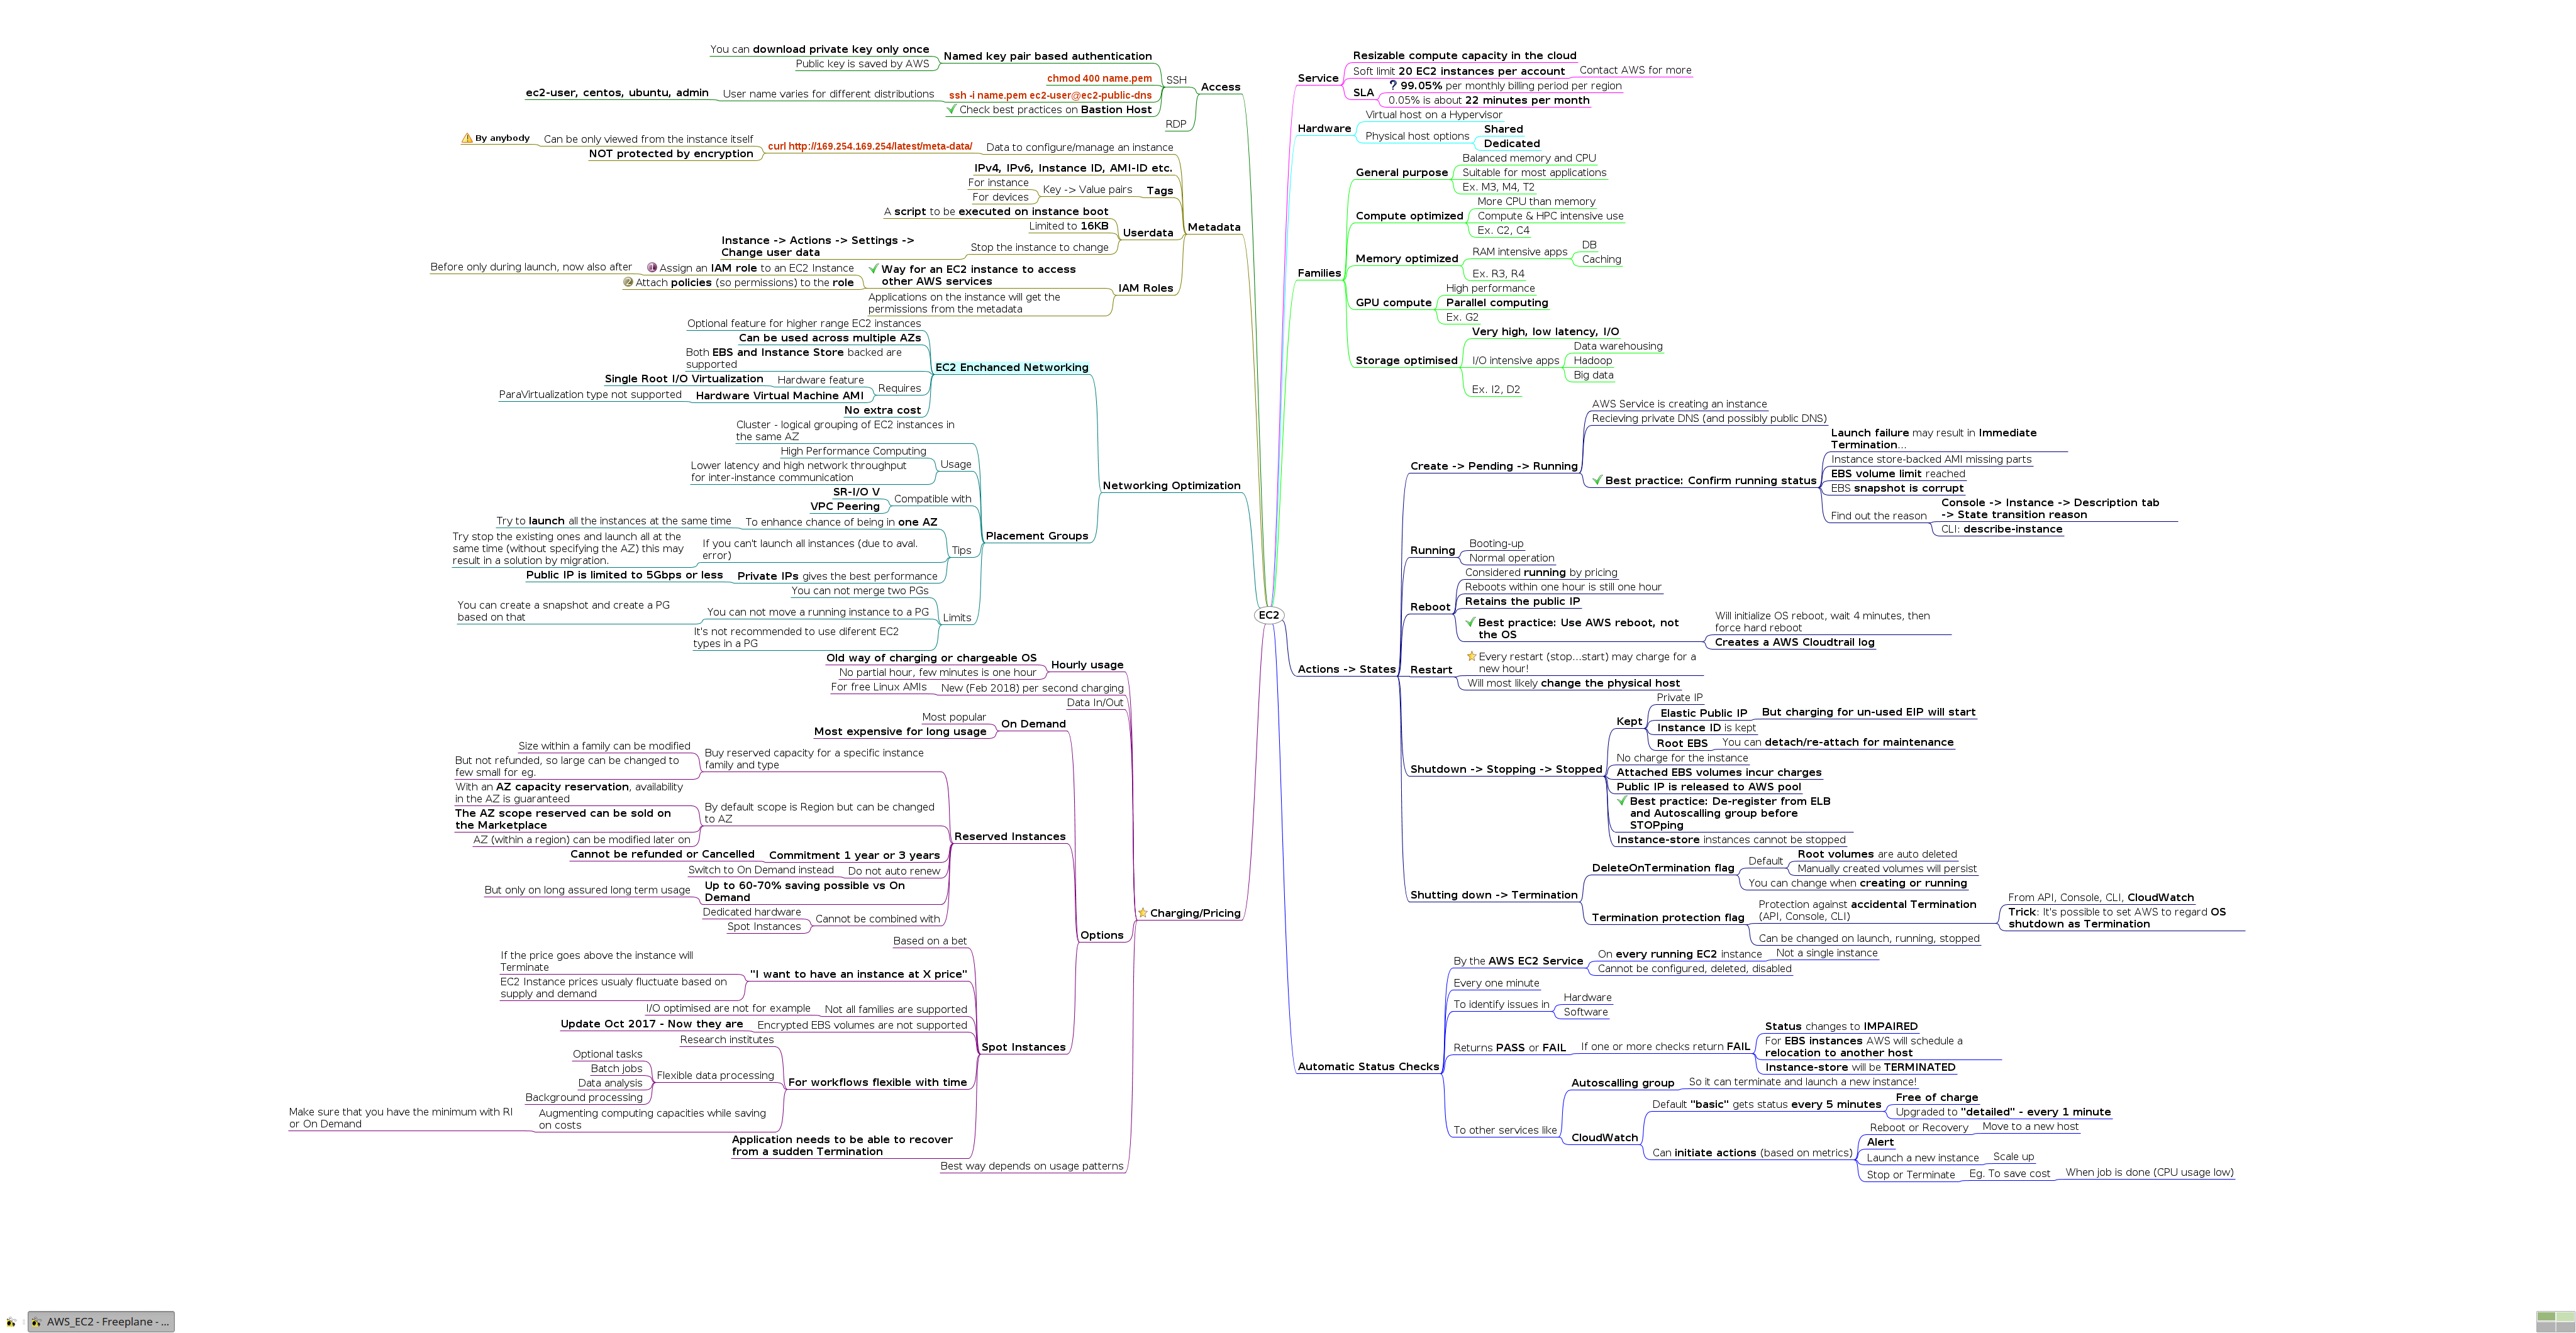 EC2
Access
SSH
Named key pair based authentication
You can download private key only once
Public key is saved by AWS
chmod 400 name.pem
ssh -i name.pem ec2-user@ec2-public-dns
User name varies for different distributions
ec2-user, centos, ubuntu, admin
Check best practices on Bastion Host
RDP
Metadata
Data to configure/manage an instance
curl http://169.254.169.254/latest/meta-data/
Can be only viewed from the instance itself
By anybody
NOT protected by encryption
IPv4, IPv6, Instance ID, AMI-ID etc.
Tags
Key -> Value pairs
For instance
For devices
Userdata
A script to be executed on instance boot
Limited to 16KB
Stop the instance to change
Instance -> Actions -> Settings ->
Change user data
IAM Roles
Way for an EC2 instance to access
other AWS services
1 Assign an IAM role to an EC2 Instance
Before only during launch, now also after
2 Attach policies (so permissions) to the role
Applications on the instance will get the
permissions from the metadata
Networking Optimization
EC2 Enchanced Networking
Optional feature for higher range EC2 instances
Can be used across multiple AZs
Both EBS and Instance Store backed are
supported
Requires
Hardware feature
Single Root I/O Virtualization
Hardware Virtual Machine AMI
ParaVirtualization type not supported
No extra cost
Placement Groups
Cluster - logical grouping of EC2 instances in
the same AZ
Usage
High Performance Computing
Lower latency and high network throughput
for inter-instance communication
Compatible with
SR-I/O V
VPC Peering
Tips
To enhance chance of being in one AZ
Try to launch all the instances at the same time
If you can't launch all instances (due to aval.
error)
Try stop the existing ones and launch all at the
same time (without specifying the AZ) this may
result in a solution by migration.
Private IPs gives the best performance
Public IP is limited to 5Gbps or less
Limits
You can not merge two PGs
You can not move a running instance to a PG
You can create a snapshot and create a PG
based on that
It's not recommended to use diferent EC2
types in a PG
Charging/Pricing
Hourly usage
Old way of charging or chargeable OS
No partial hour, few minutes is one hour
New (Feb 2018) per second charging
For free Linux AMIs
Data In/Out
Options
On Demand
Most popular
Most expensive for long usage
Reserved Instances
Buy reserved capacity for a specific instance
family and type
Size within a family can be modified
But not refunded, so large can be changed to
few small for eg.
By default scope is Region but can be changed
to AZ
With an AZ capacity reservation, availability
in the AZ is guaranteed
The AZ scope reserved can be sold on
the Marketplace
AZ (within a region) can be modified later on
Commitment 1 year or 3 years
Cannot be refunded or Cancelled
Do not auto renew
Switch to On Demand instead
Up to 60-70% saving possible vs On
Demand
But only on long assured long term usage
Cannot be combined with
Dedicated hardware
Spot Instances
Spot Instances
Based on a bet
"I want to have an instance at X price"
If the price goes above the instance will
Terminate
EC2 Instance prices usualy fluctuate based on
supply and demand
Not all families are supported
I/O optimised are not for example
Encrypted EBS volumes are not supported
Update Oct 2017 - Now they are
For workflows flexible with time
Research institutes
Flexible data processing
Optional tasks
Batch jobs
Data analysis
Background processing
Augmenting computing capacities while saving
on costs
Make sure that you have the minimum with RI
or On Demand
Application needs to be able to recover
from a sudden Termination
Best way depends on usage patterns
Service
Resizable compute capacity in the cloud
Soft limit 20 EC2 instances per account
Contact AWS for more
SLA
? 99.05% per monthly billing period per region
0.05% is about 22 minutes per month
Hardware
Virtual host on a Hypervisor
Physical host options
Shared
Dedicated
Families
General purpose
Balanced memory and CPU
Suitable for most applications
Ex. M3, M4, T2
Compute optimized
More CPU than memory
Compute & HPC intensive use
Ex. C2, C4
Memory optimized
RAM intensive apps
DB
Caching
Ex. R3, R4
GPU compute
High performance
Parallel computing
Ex. G2
Storage optimised
Very high, low latency, I/O
I/O intensive apps
Data warehousing
Hadoop
Big data
Ex. I2, D2
Actions -> States
Create -> Pending -> Running
AWS Service is creating an instance
Recieving private DNS (and possibly public DNS)
Best practice: Confirm running status
Launch failure may result in Immediate
Termination...
Instance store-backed AMI missing parts
EBS volume limit reached
EBS snapshot is corrupt
Find out the reason
Console -> Instance -> Description tab
-> State transition reason
CLI: describe-instance
Running
Booting-up
Normal operation
Reboot
Considered running by pricing
Reboots within one hour is still one hour
Retains the public IP
Best practice: Use AWS reboot, not
the OS
Will initialize OS reboot, wait 4 minutes, then
force hard reboot
Creates a AWS Cloudtrail log
Restart
Every restart (stop...start) may charge for a
new hour!
Will most likely change the physical host
Shutdown -> Stopping -> Stopped
Kept
Private IP
Elastic Public IP
But charging for un-used EIP will start
Instance ID is kept
Root EBS
You can detach/re-attach for maintenance
No charge for the instance
Attached EBS volumes incur charges
Public IP is released to AWS pool
Best practice: De-register from ELB
and Autoscalling group before
STOPping
Instance-store instances cannot be stopped
Shutting down -> Termination
DeleteOnTermination flag
Default
Root volumes are auto deleted
Manually created volumes will persist
You can change when creating or running
Termination protection flag
Protection against accidental Termination
(API, Console, CLI)
From API, Console, CLI, CloudWatch
Trick: It's possible to set AWS to regard OS
shutdown as Termination
Can be changed on launch, running, stopped
Automatic Status Checks
By the AWS EC2 Service
On every running EC2 instance
Not a single instance
Cannot be configured, deleted, disabled
Every one minute
To identify issues in
Hardware
Software
Returns PASS or FAIL
If one or more checks return FAIL
Status changes to IMPAIRED
For EBS instances AWS will schedule a
relocation to another host
Instance-store will be TERMINATED
To other services like
Autoscalling group
So it can terminate and launch a new instance!
CloudWatch
Default "basic" gets status every 5 minutes
Free of charge
Upgraded to "detailed" - every 1 minute
Can initiate actions (based on metrics)
Reboot or Recovery
Move to a new host
Alert
Launch a new instance
Scale up
Stop or Terminate
Eg. To save cost
When job is done (CPU usage low)
AWS_EC2 - Freeplane - ...